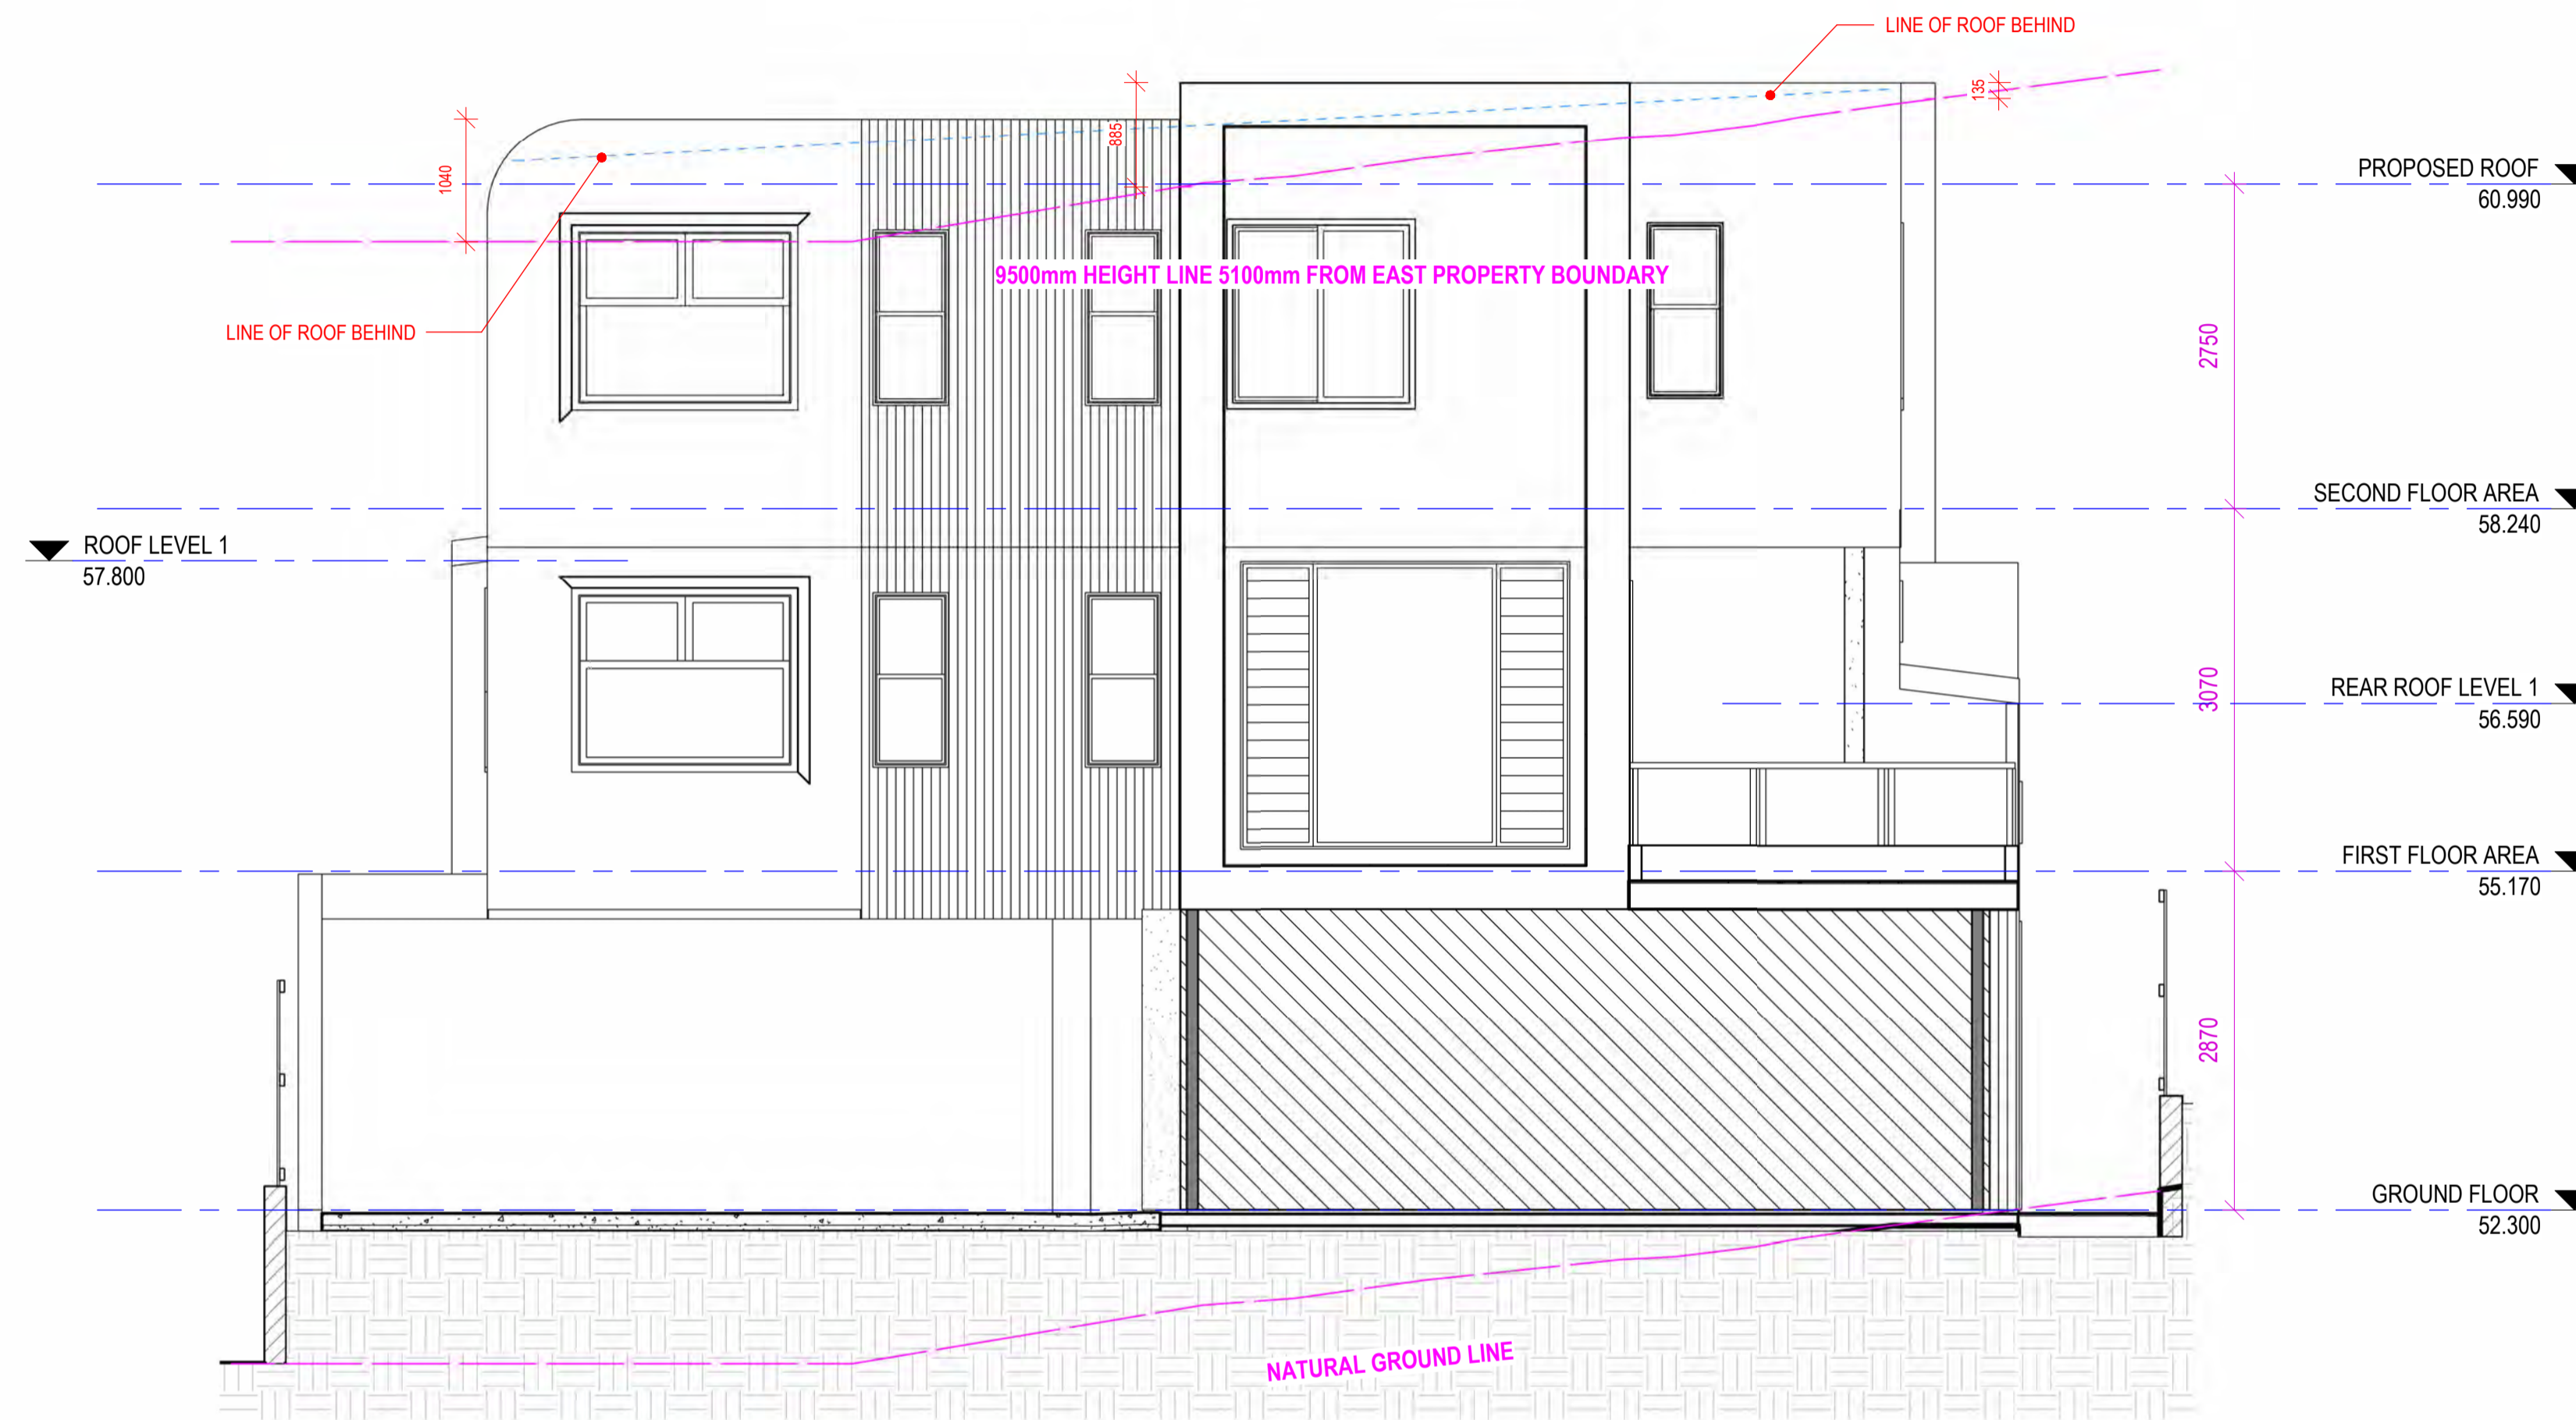 LINE OF ROOF BEHIND
135
885
1040
PROPOSED ROOF
60.990
9500mm HEIGHT LINE 5100mm FROM EAST PROPERTY BOUNDARY
LINE OF ROOF BEHIND
2750
SECOND FLOOR AREA
58.240
ROOF LEVEL 1
57.800
3070
REAR ROOF LEVEL 1
56.590
FIRST FLOOR AREA
55.170
2870
GROUND FLOOR
52.300
NATURAL GROUND LINE